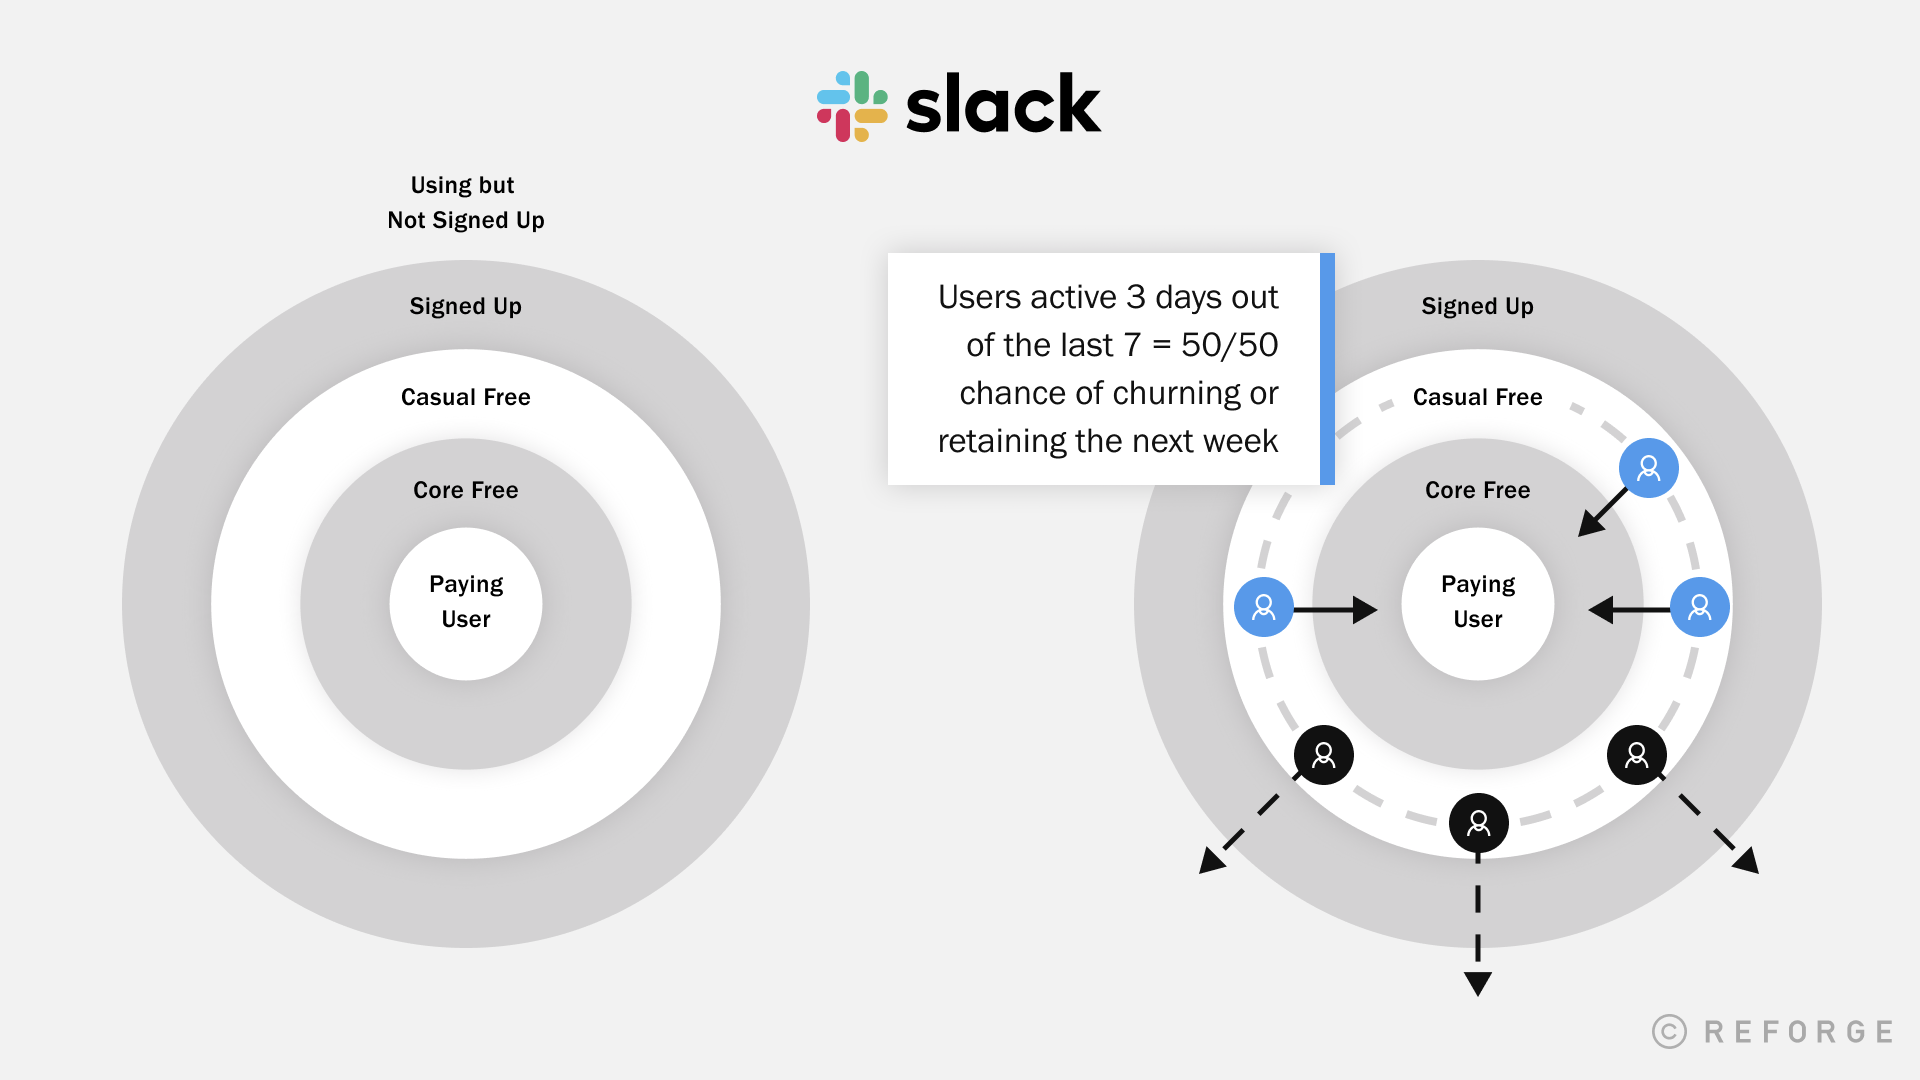 slack
Using but
Not Signed Up
Signed Up
Casual Free
Core Free
Paying
User
Users active 3 days out
of the last 7 = 50/50
chance of churning or
retaining the next week
Signed Up
Casual Free
Core Free
Paying
User
© REFORGE